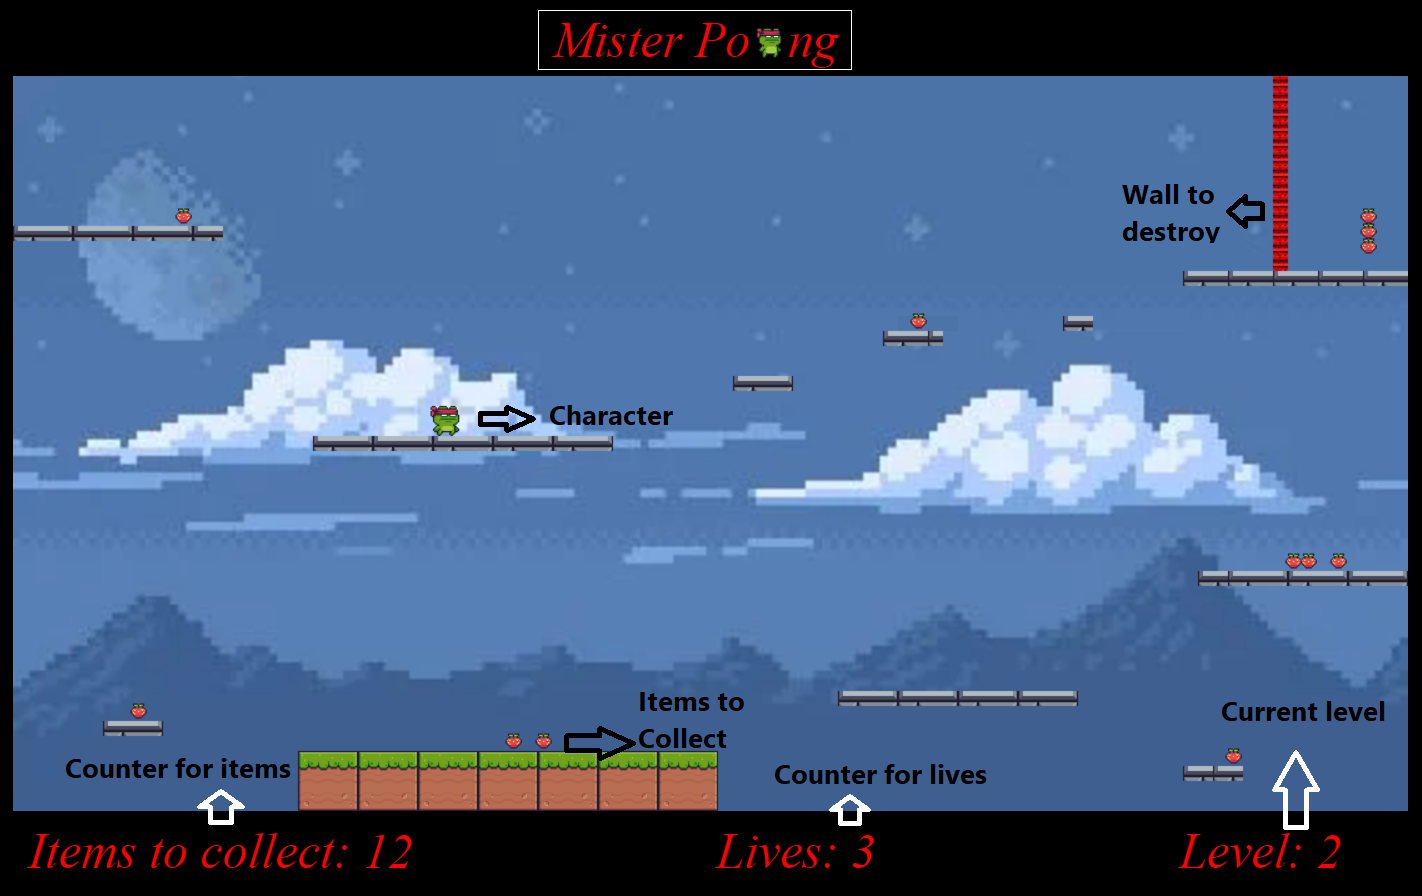 Mister Po ng
Wall to
destroy
Character
Items to
Collect
Current level
Counter for items
Counter for lives
Items to collect: 12
Lives: 3
Level: 2